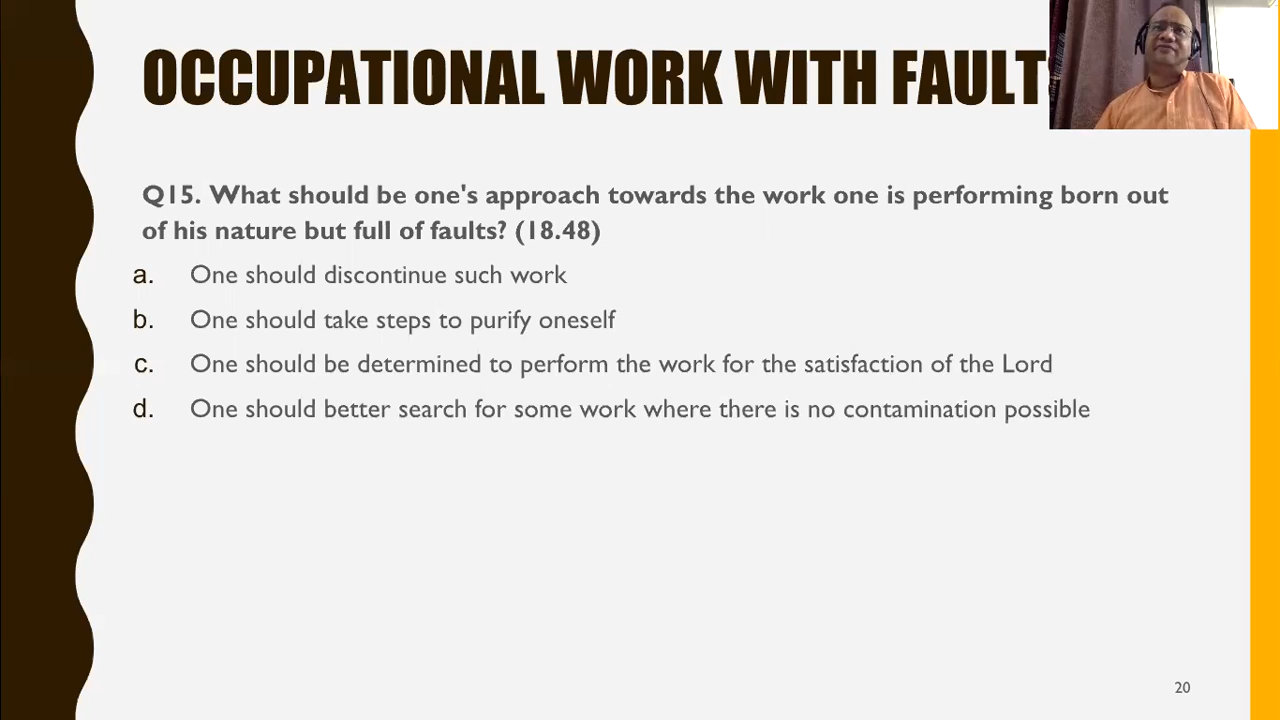 OCCUPATIONAL WORK WITH FAULTS
Q15. What should be one's approach towards the work one is performing born out
of his nature but full of faults? (18.48)
a. One should discontinue such work
b. One should take steps to purify oneself
c. One should be determined to perform the work for the satisfaction of the Lord
d. One should better search for some work where there is no contamination possible
20